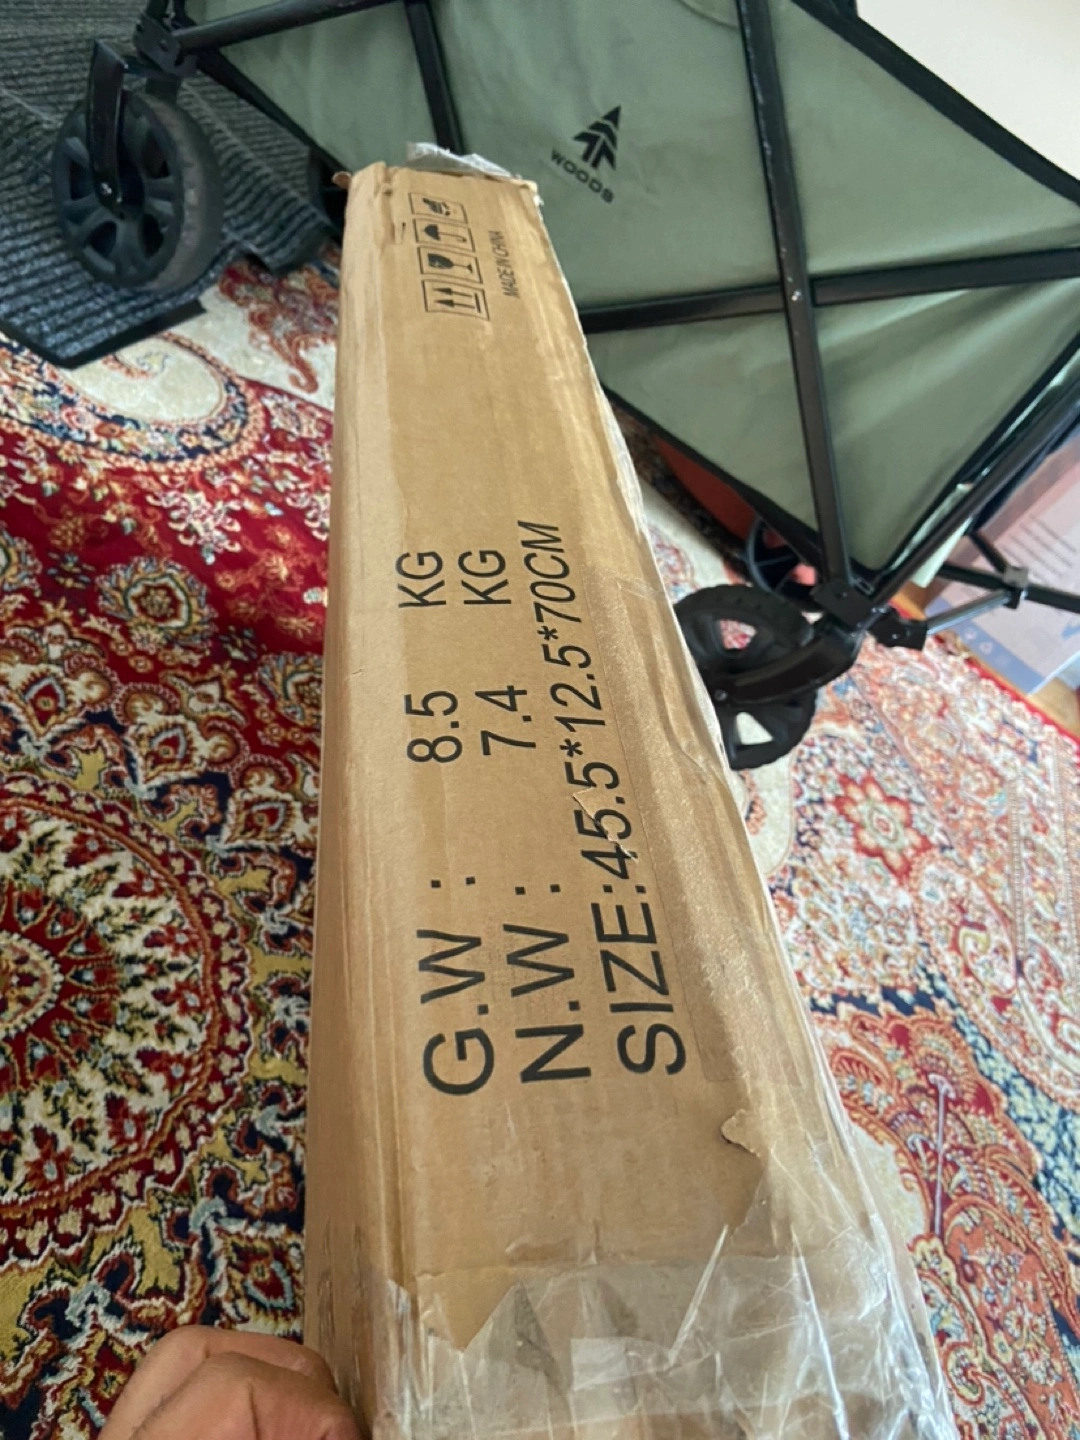 WOODS
MADE IN CHINA
G.W : 8.5 KG
N.W : 7.4 KG
SIZE:45.5*12.5*70CM